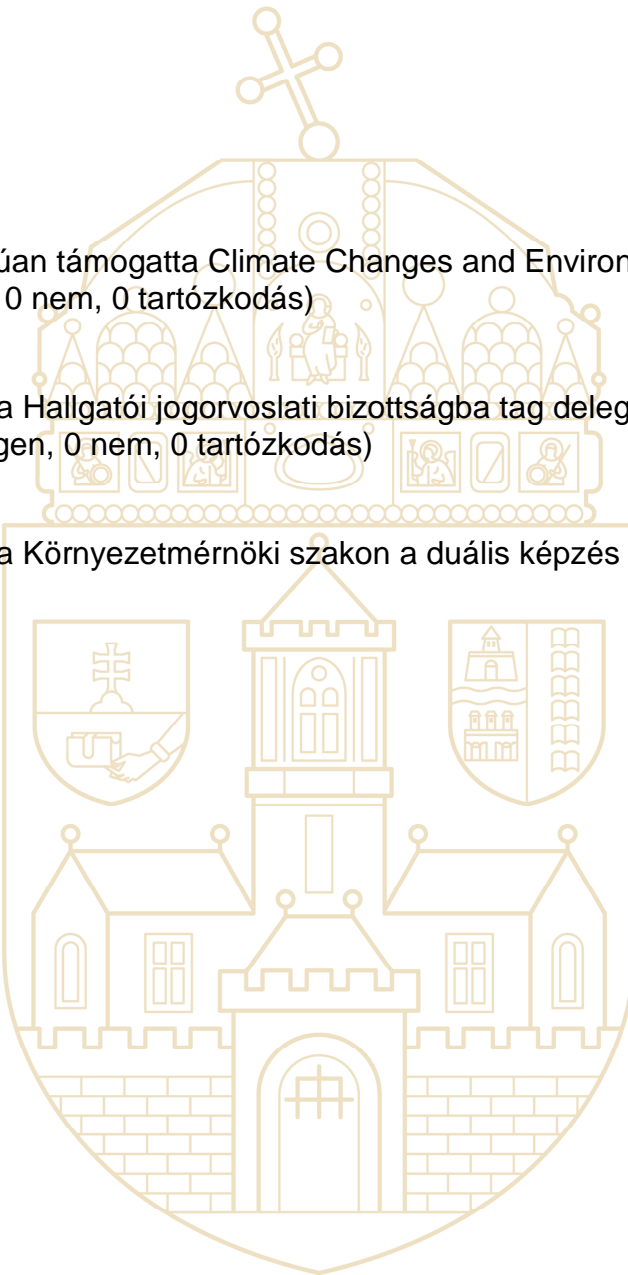 úan támogatta Climate Changes and Environ
0 nem, 0 tartózkodás)
a Hallgatói jogorvoslati bizottságba tag deleg
gen, 0 nem, 0 tartózkodás)
a Környezetmérnöki szakon a duális képzés